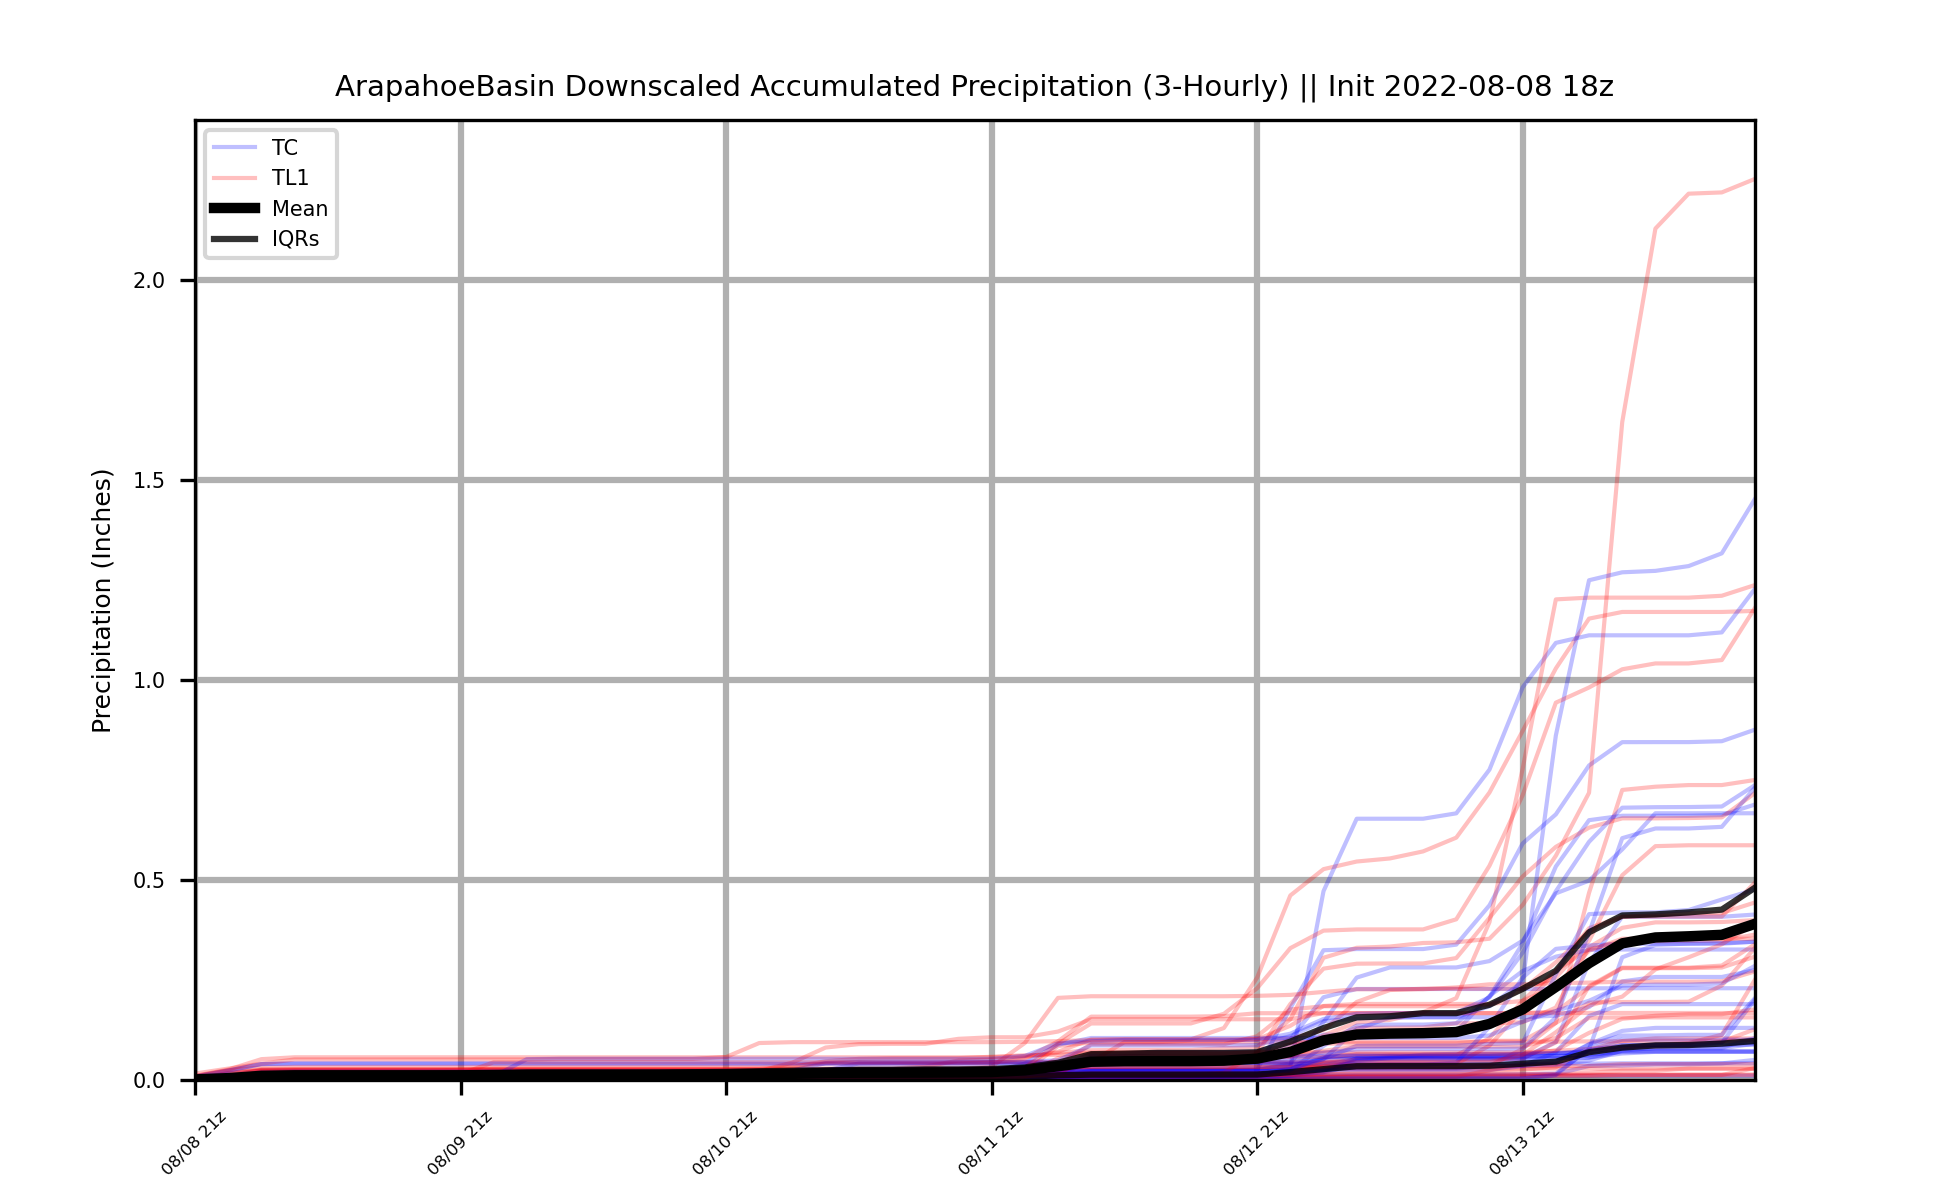 ArapahoeBasin Downscaled Accumulated Precipitation (3-Hourly) || Init 2022-08-08 18z
TC
TL1
Mean
IQRs
Precipitation (Inches)
2.0
1.5
1.0
0.5
0.0
08/08 21z
08/09 21z
08/10 21z
08/11 21z
08/12 21z
08/13 21z